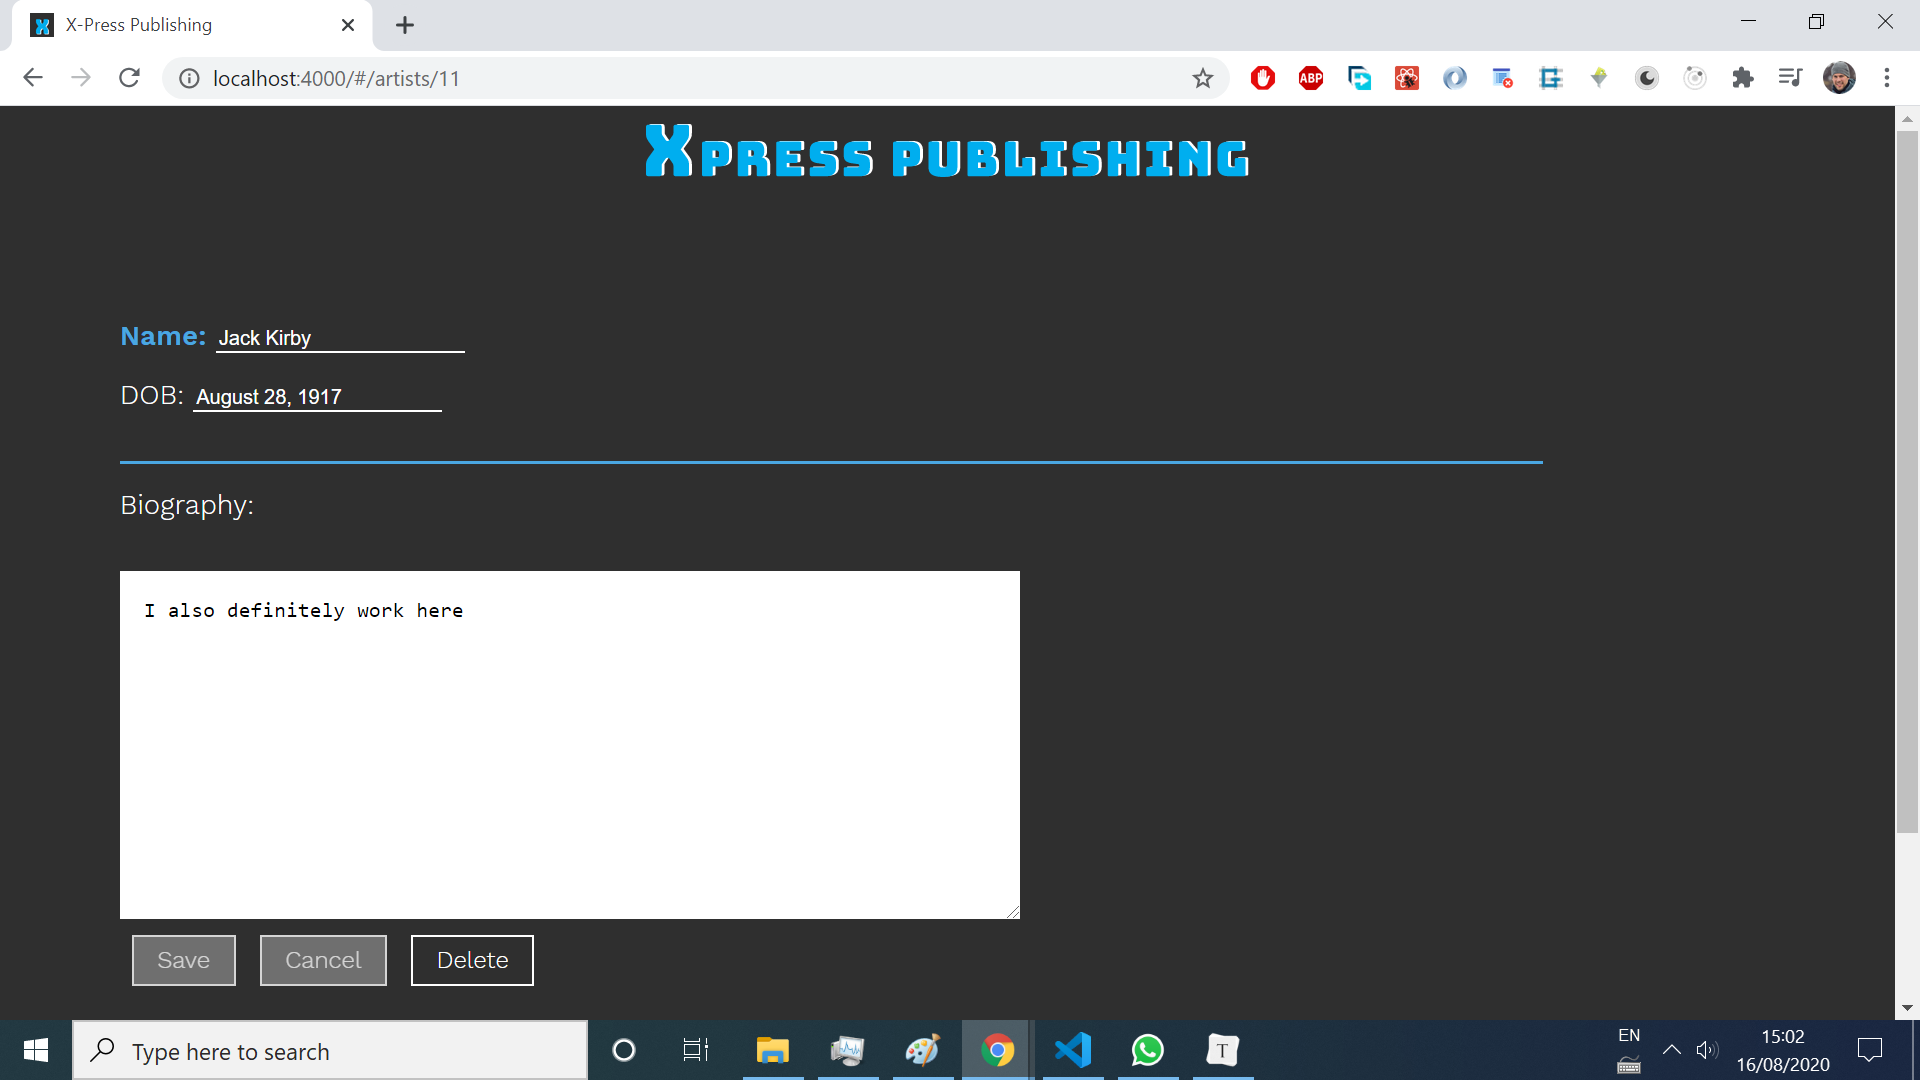 X-Press Publishing
localhost:4000/#/artists/11
ABP
XPRESS PUBLISHING
Name: Jack Kirby
DOB: August 28, 1917
Biography:
I also definitely work here
Save Cancel Delete
Type here to search
T
EN
15:02
16/08/2020